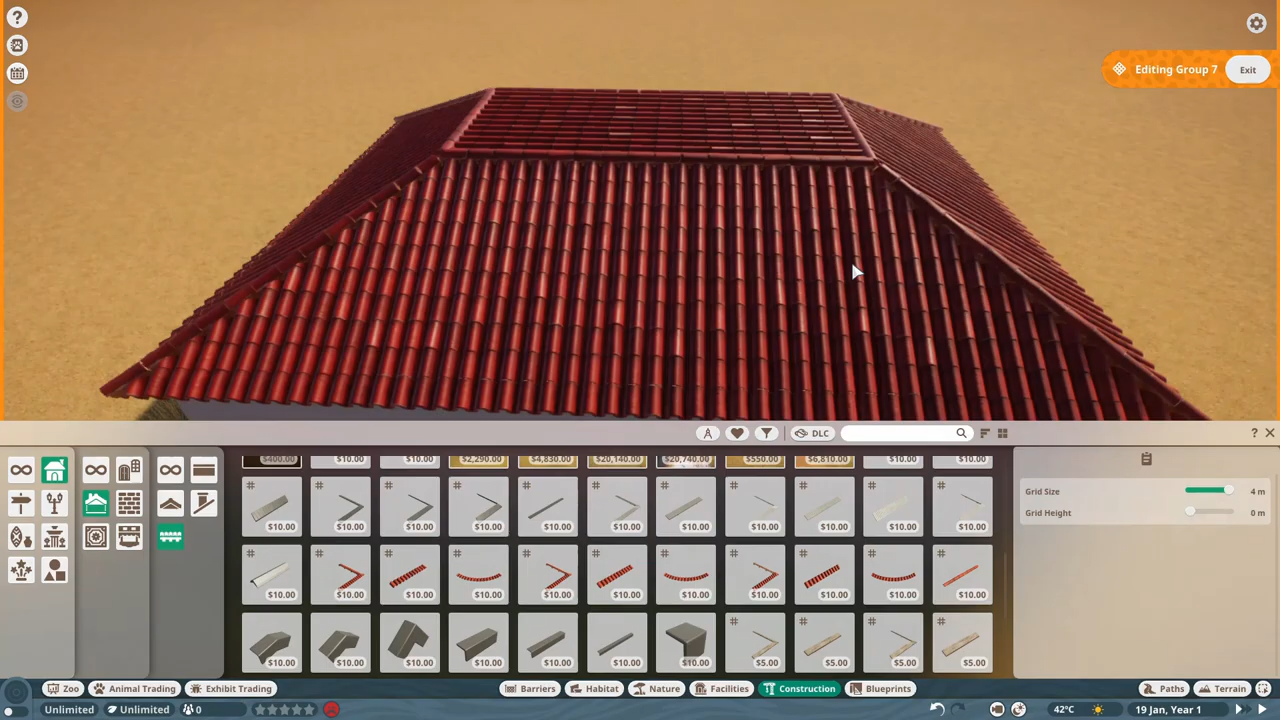 ?
Editing Group 7
Exit
DLC
? ×
$400.00 $10.00 $10.00 $2,290.00 $4,830.00 $20,140.00 $20,740.00 $550.00 $6,810.00 $10.00 $10.00
$10.00 $10.00 $10.00 $10.00 $10.00 $10.00 $10.00 $10.00 $10.00 $10.00 $10.00
$10.00 $10.00 $10.00 $10.00 $10.00 $10.00 $10.00 $10.00 $10.00 $10.00 $10.00
$10.00 $10.00 $10.00 $10.00 $10.00 $10.00 $10.00 $5.00 $5.00 $5.00 $5.00
Grid Size 4 m
Grid Height 0 m
Zoo Animal Trading Exhibit Trading Barriers Habitat Nature Facilities Construction Blueprints Paths Terrain
Unlimited Unlimited 0 42°C 19 Jan, Year 1